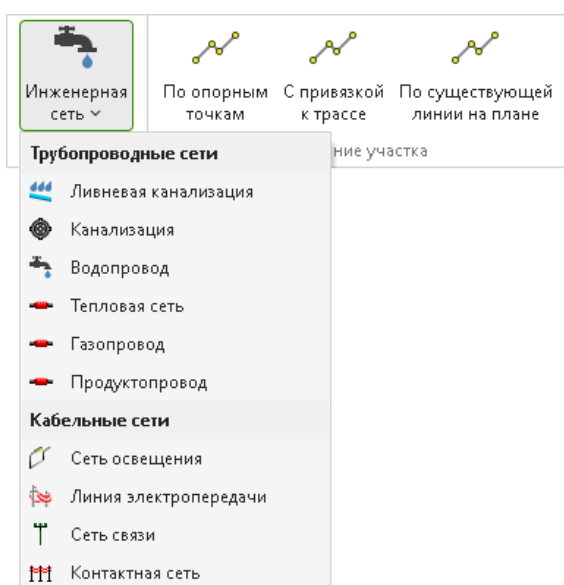 Инженерная
сеть
По опорным
точкам
С привязкой
к трассе
По существующей
линии на плане
ние участка
Трубопроводные сети
Ливневая канализация
Канализация
Водопровод
Тепловая сеть
Газопровод
Продуктопровод
Кабельные сети
Сеть освещения
Линия электропередачи
Сеть связи
Контактная сеть